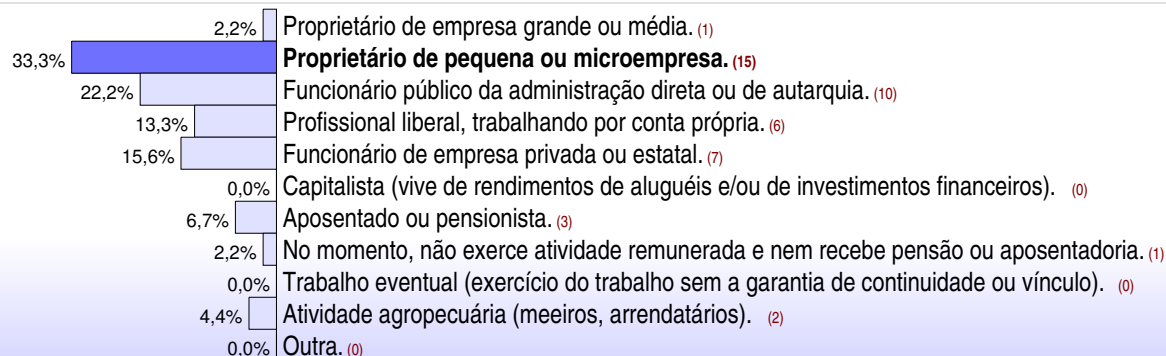 2,2% Proprietário de empresa grande ou média. (1)
33,3% Proprietário de pequena ou microempresa. (15)
22,2% Funcionário público da administração direta ou de autarquia. (10)
13,3% Profissional liberal, trabalhando por conta própria. (6)
15,6% Funcionário de empresa privada ou estatal. (7)
0,0% Capitalista (vive de rendimentos de aluguéis e/ou de investimentos financeiros). (0)
6,7% Aposentado ou pensionista. (3)
2,2% No momento, não exerce atividade remunerada e nem recebe pensão ou aposentadoria. (1)
0,0% Trabalho eventual (exercício do trabalho sem a garantia de continuidade ou vínculo). (0)
4,4% Atividade agropecuária (meeiros, arrendatários). (2)
0,0% Outra. (0)